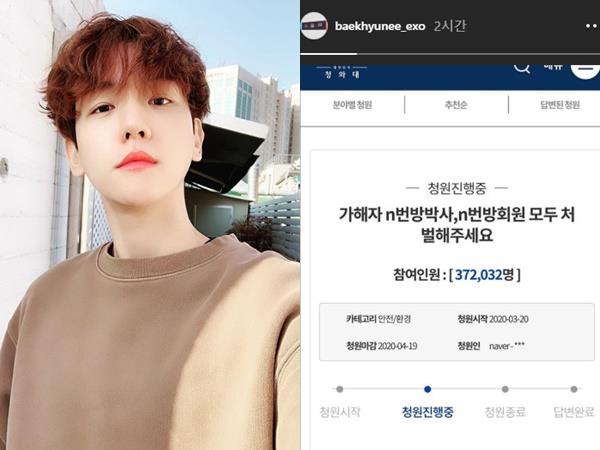 baekhyunee_exo 2시간
청와대
메뉴
분야별 청원 추천순 답변된 청원
청원진행중
가해자 n번방박사,n번방회원 모두 처
벌해주세요
참여인원 : [ 372,032명 ]
카테고리 안전/환경 청원시작 2020-03-20
청원마감 2020-04-19 청원인 naver - ***
청원시작 청원진행중 청원종료 답변완료